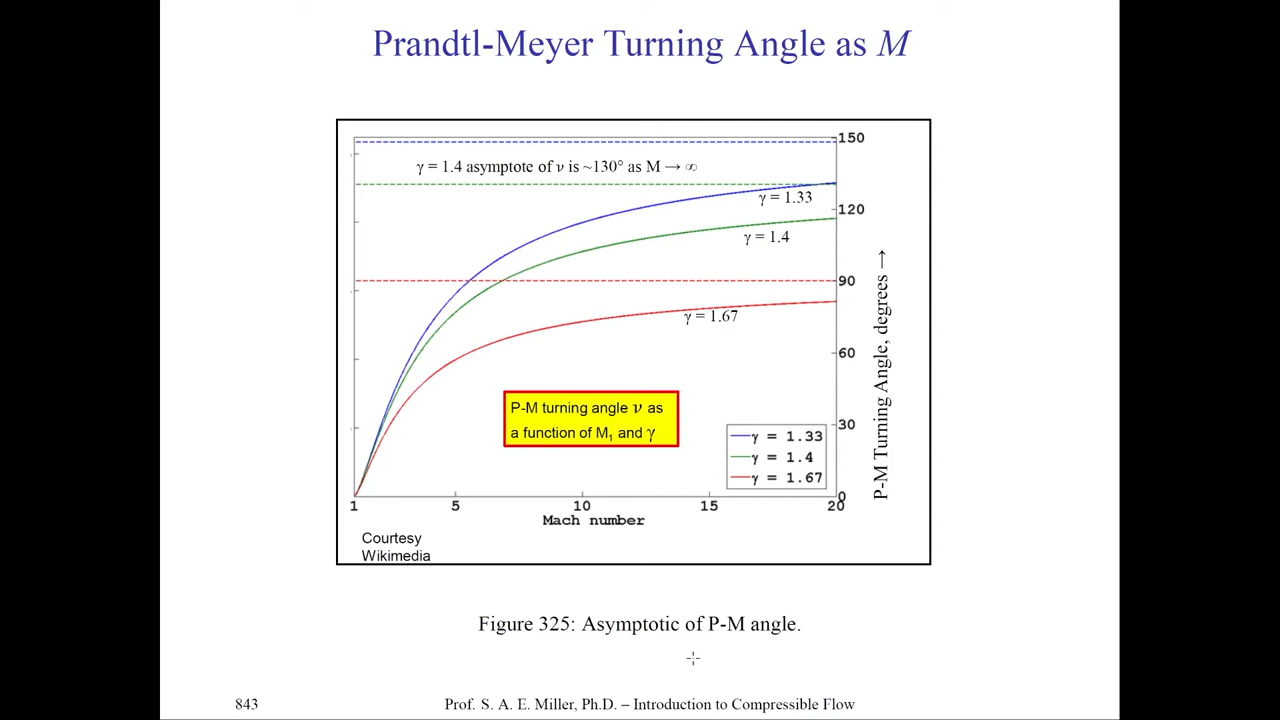 Prandtl-Meyer Turning Angle as M
γ = 1.4 asymptote of ν is ~130° as M → ∞
γ = 1.33
γ = 1.4
γ = 1.67
P-M turning angle ν as
a function of M₁ and γ
γ = 1.33
γ = 1.4
γ = 1.67
150
120
90
60
30
0
P-M Turning Angle, degrees →
1 5 10 15 20
Mach number
Courtesy
Wikimedia
Figure 325: Asymptotic of P-M angle.
843 Prof. S. A. E. Miller, Ph.D. – Introduction to Compressible Flow